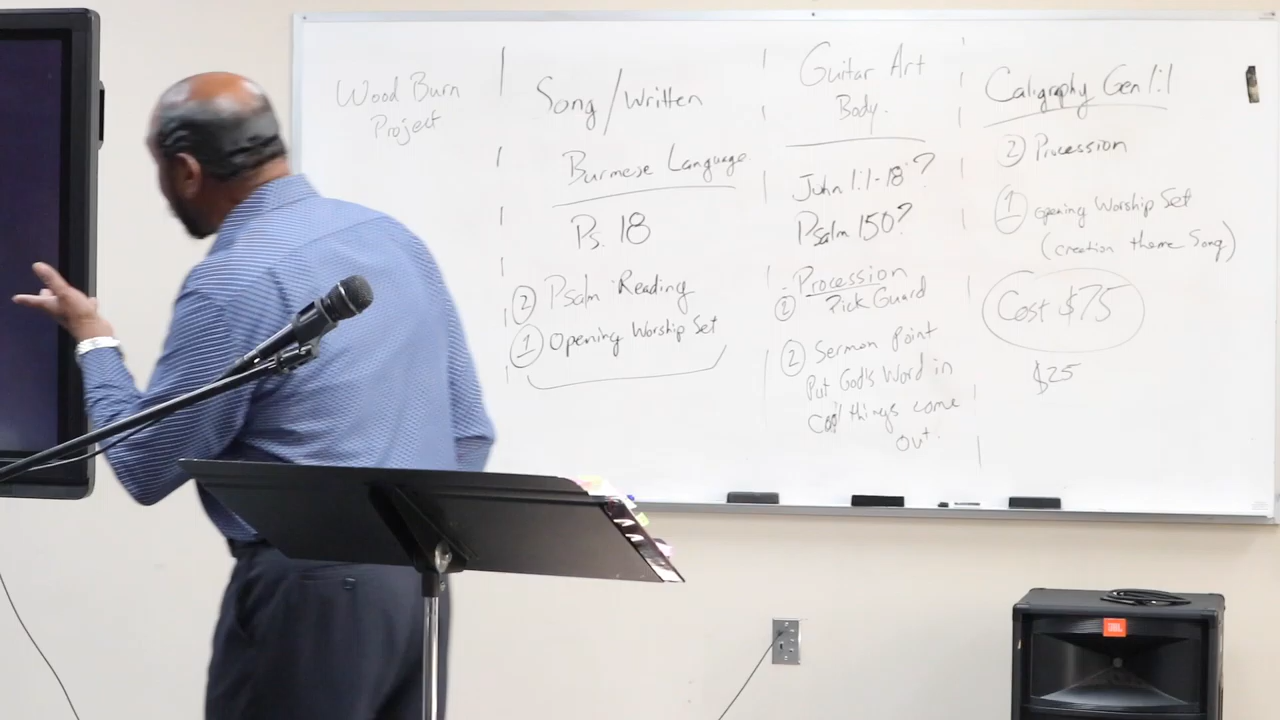 Wood Burn
Project
Song/Written
Burmese Language
Ps. 18
② Psalm Reading
① Opening Worship Set
Guitar Art
Body.
John 1:1-18?
Psalm 150?
Procession
① Pick Guard
② Sermon Point
Put God's Word in
Cool things come
out.
Caligraphy Gen 1:1
② Procession
① opening Worship Set
(creation theme Song)
Cost $75
$25
JBL